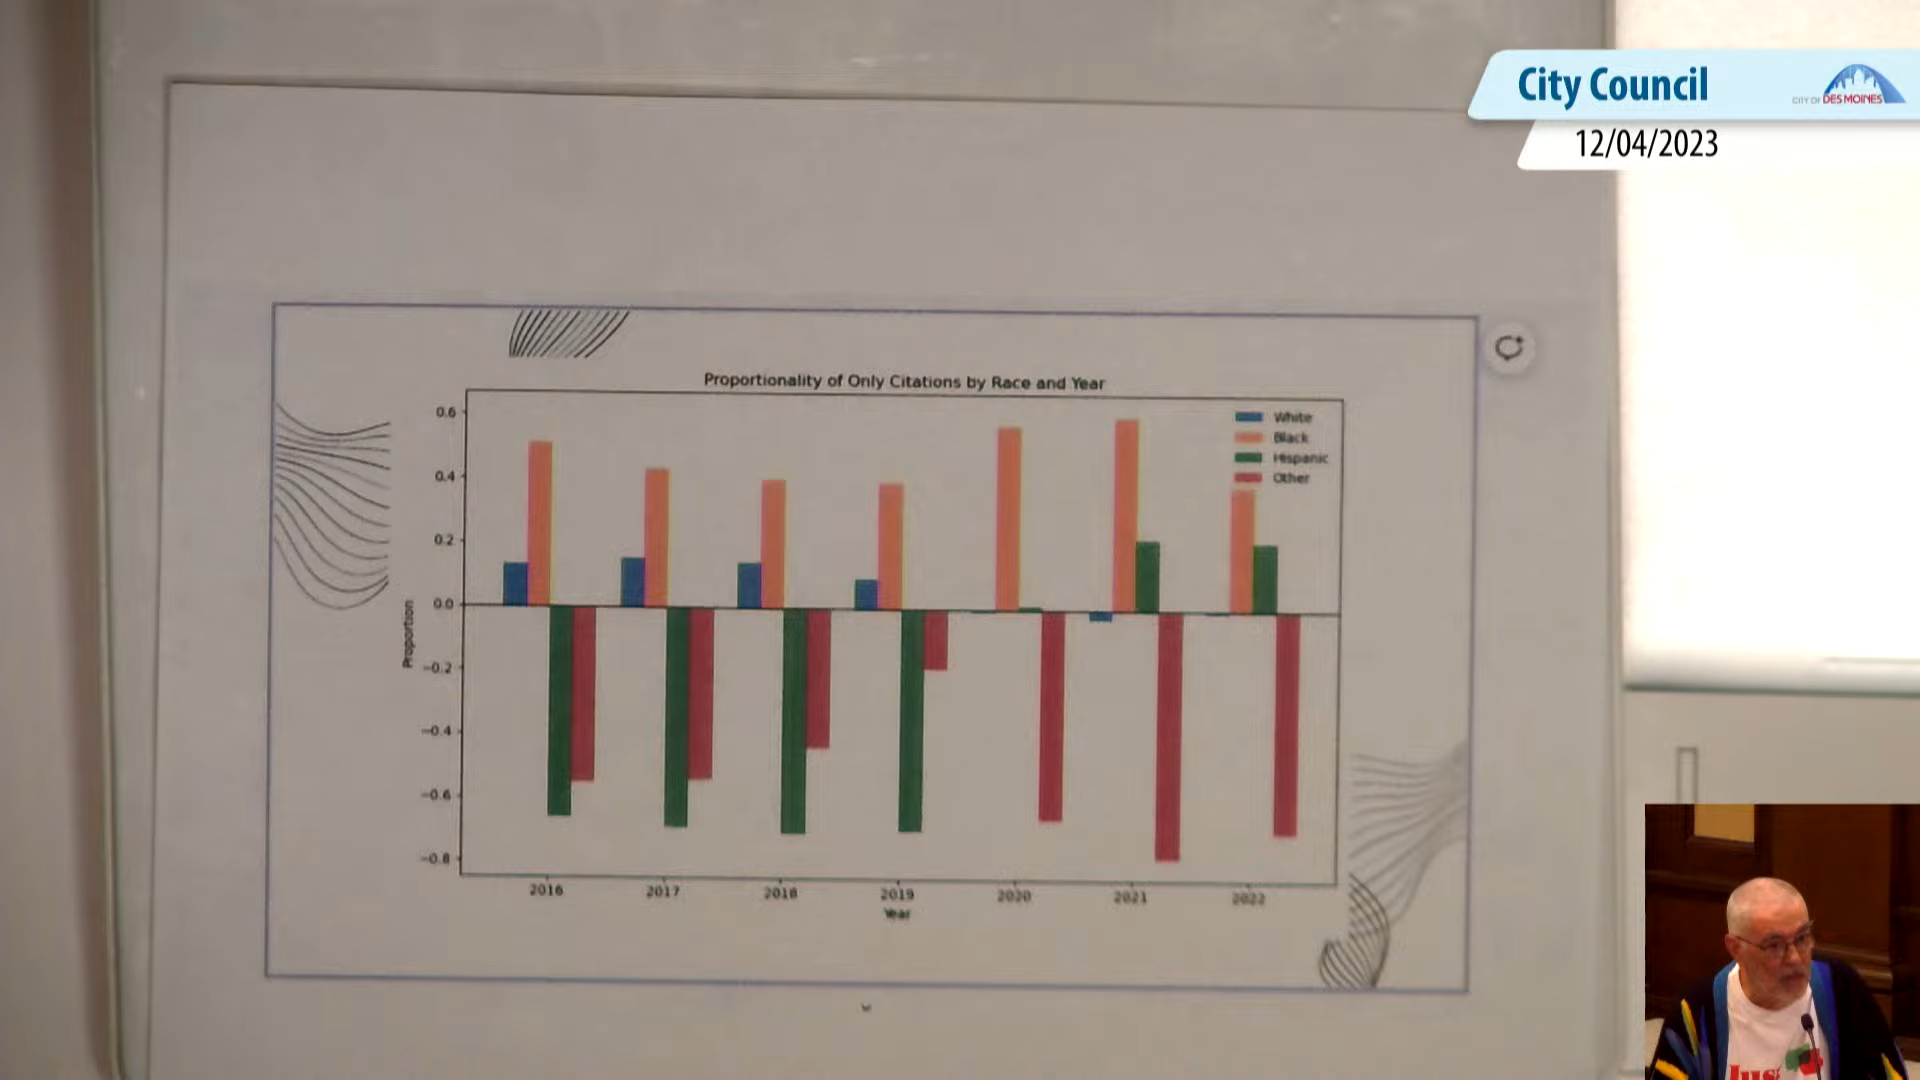 City Council
CITY OF DES MOINES
12/04/2023
Proportionality of Only Citations by Race and Year
White
Black
Hispanic
Other
0.6
0.4
0.2
0.0
-0.2
-0.4
-0.6
-0.8
Proportion
2016 2017 2018 2019 2020 2021 2022
Year